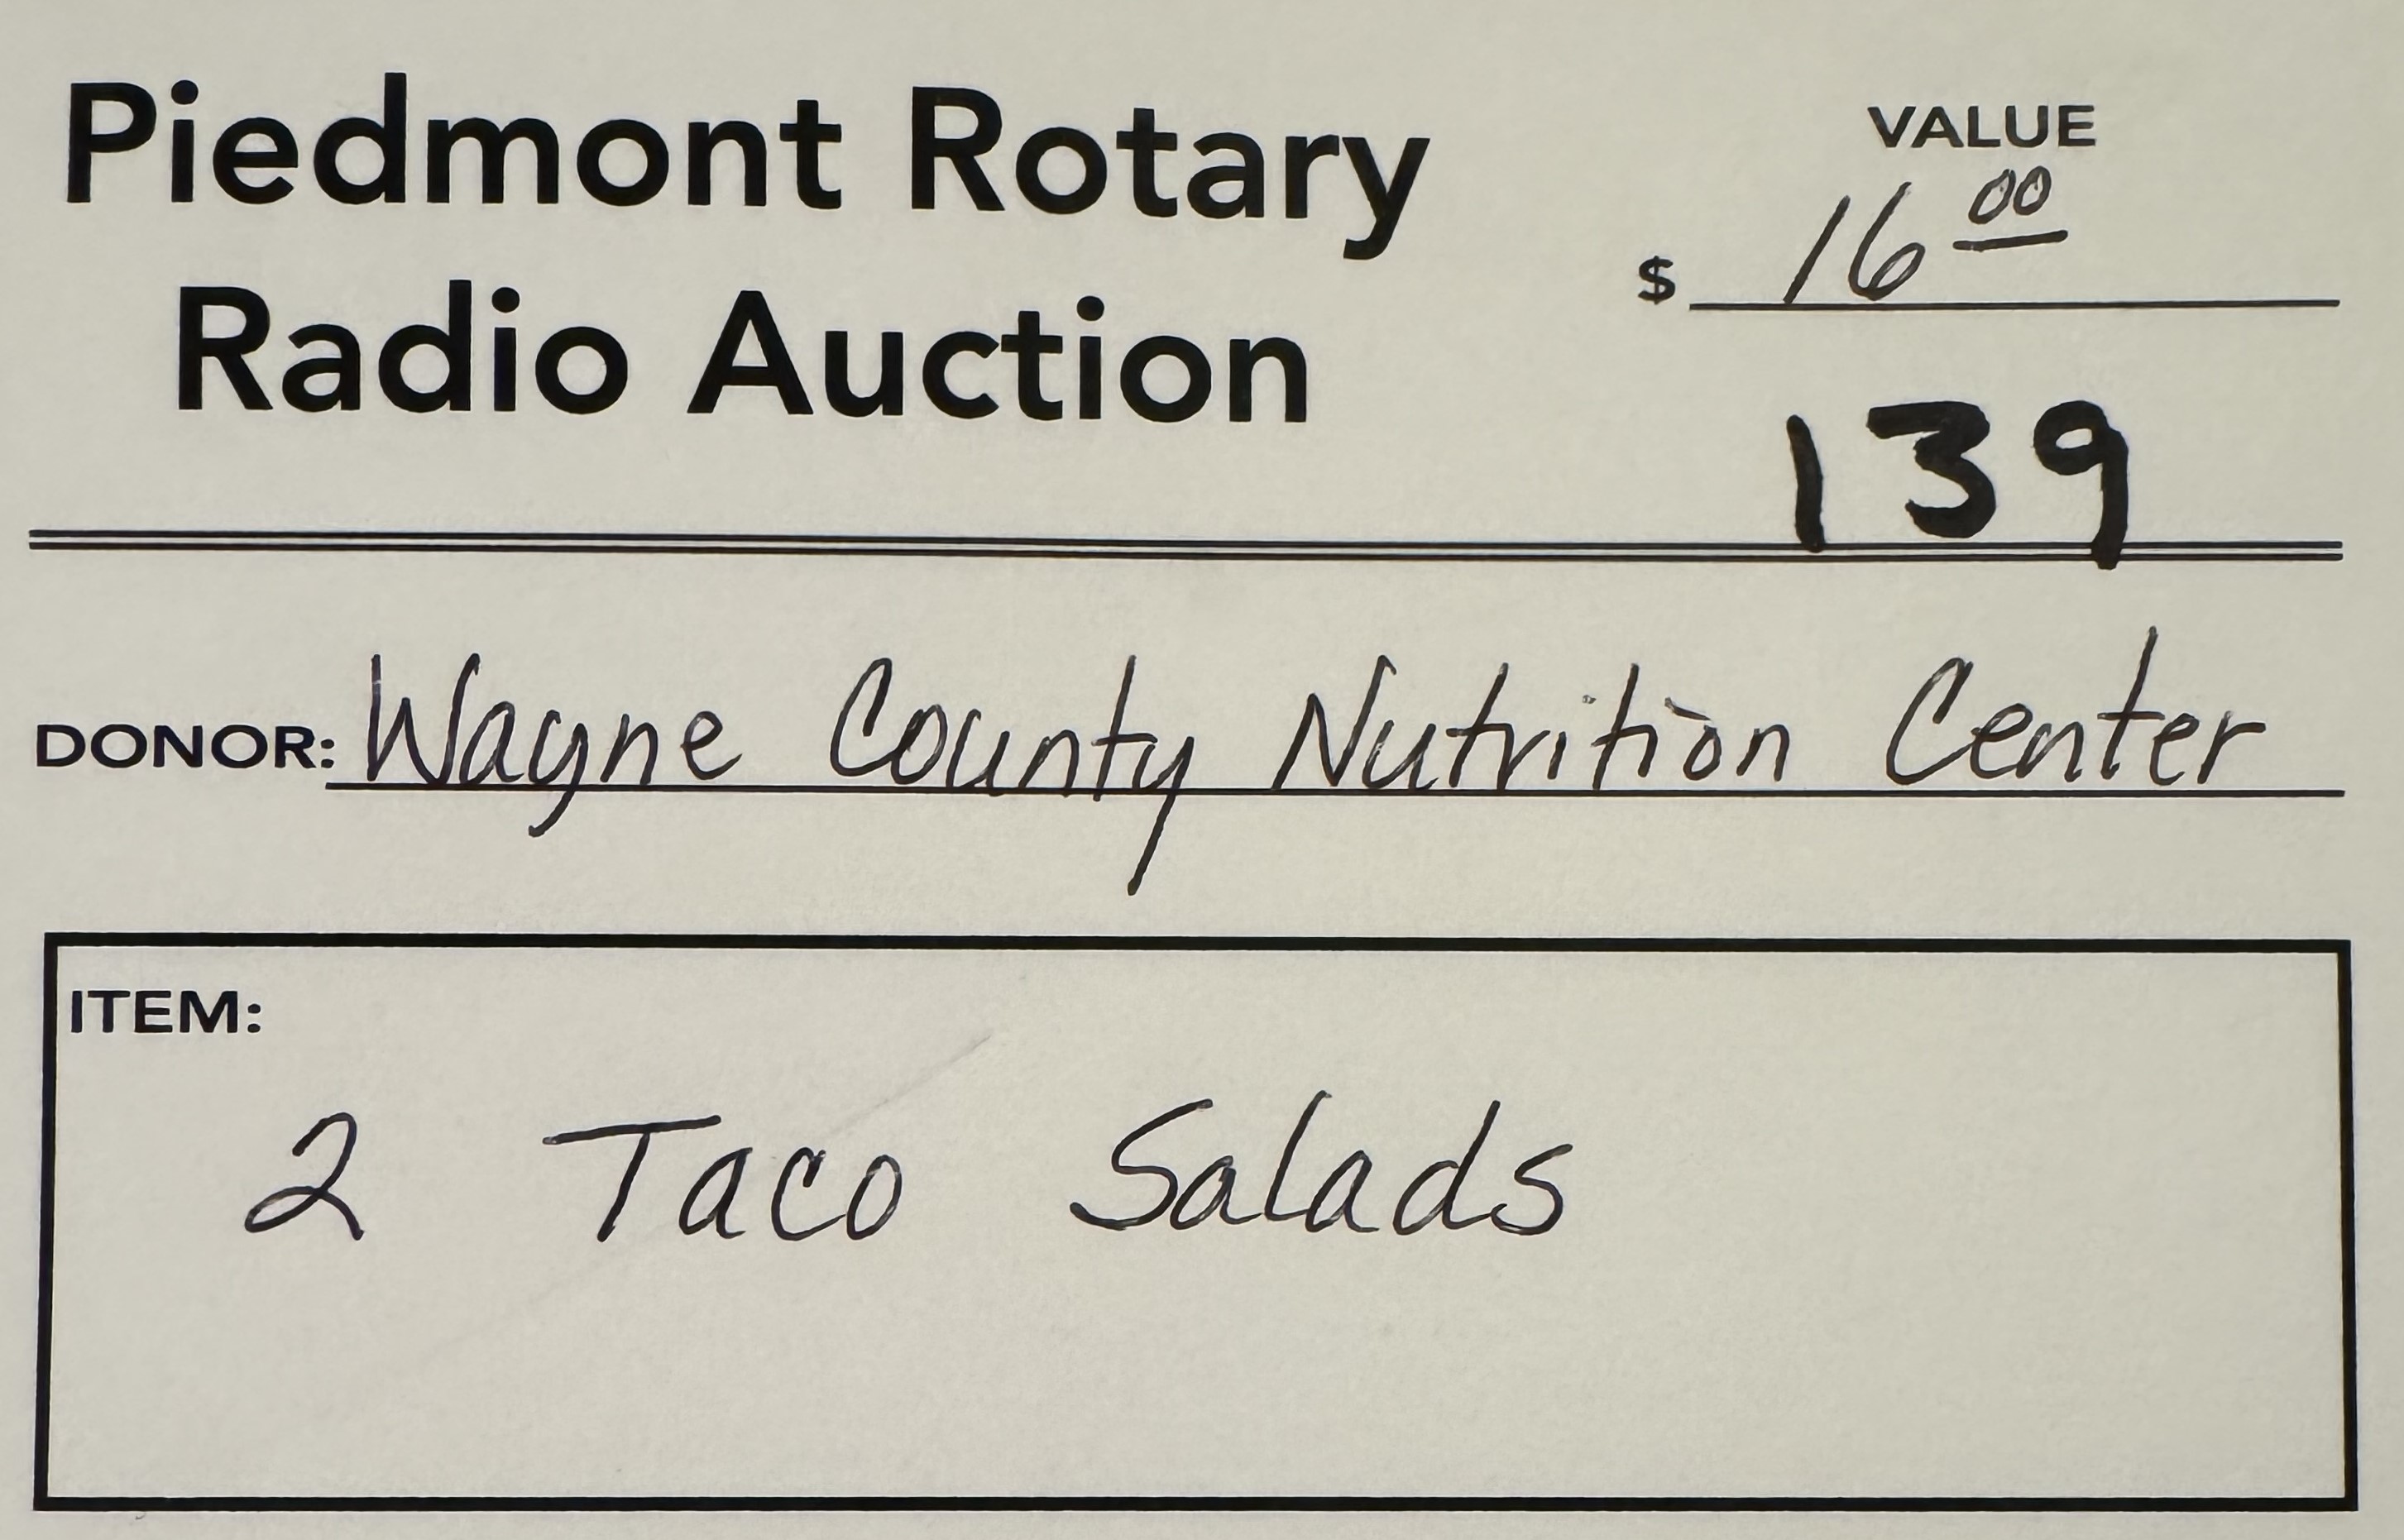 Piedmont Rotary
Radio Auction
VALUE
$ 16 00
139
DONOR: Wayne County Nutrition Center
ITEM:
2 Taco Salads